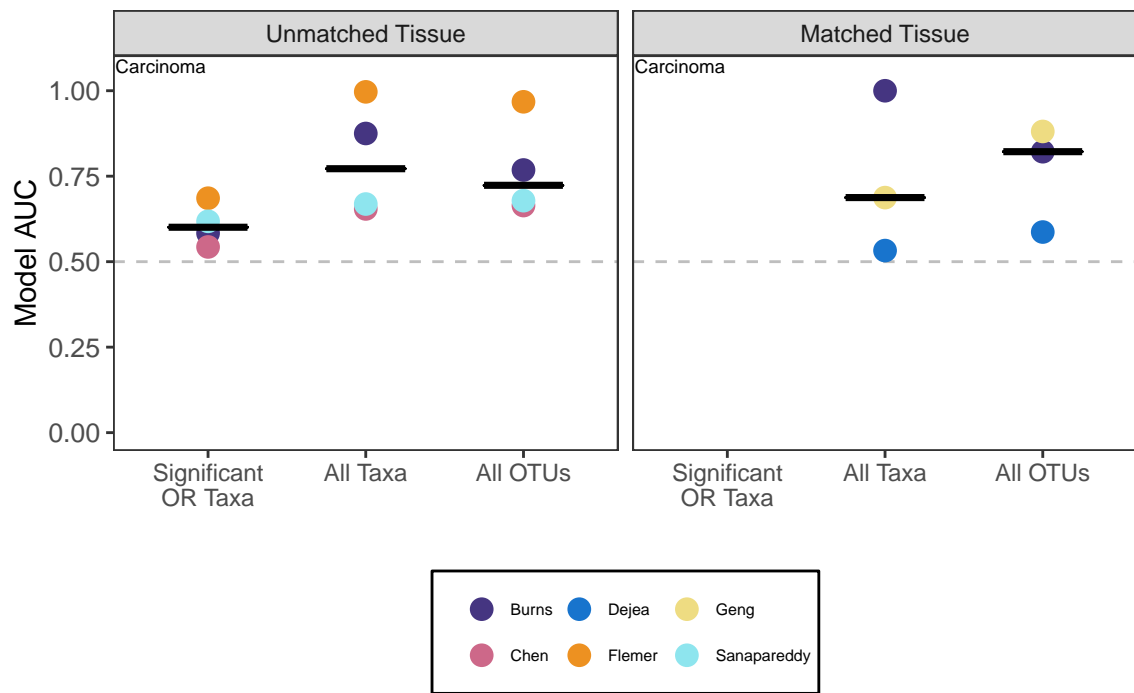 Unmatched Tissue
Matched Tissue
Carcinoma
Carcinoma
Model AUC
1.00
0.75
0.50
0.25
0.00
Significant
OR Taxa
All Taxa
All OTUs
Significant
OR Taxa
All Taxa
All OTUs
Burns
Dejea
Geng
Chen
Flemer
Sanapareddy